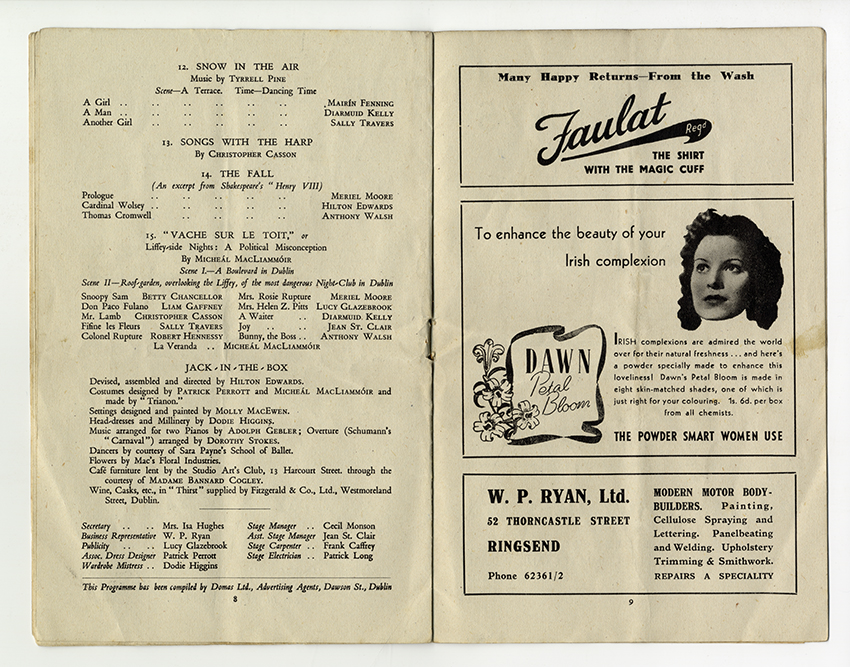 12. SNOW IN THE AIR
Music by TYRRELL PINE
Scene—A Terrace. Time—Dancing Time
A Girl .. .. .. .. .. .. MAIRÍN FENNING
A Man .. .. .. .. .. .. DIARMUID KELLY
Another Girl .. .. .. .. .. SALLY TRAVERS
13. SONGS WITH THE HARP
By CHRISTOPHER CASSON
14. THE FALL
(An excerpt from Shakespeare's "Henry VIII)
Prologue .. .. .. .. .. MERIEL MOORE
Cardinal Wolsey .. .. .. .. .. HILTON EDWARDS
Thomas Cromwell .. .. .. .. ANTHONY WALSH
15. "VACHE SUR LE TOIT," or
Liffey-side Nights: A Political Misconception
By MICHEÁL MACLIAMMÓIR
Scene I.—A Boulevard in Dublin
Scene II—Roof-garden, overlooking the Liffey, of the most dangerous Night-Club in Dublin
Snoopy Sam BETTY CHANCELLOR Mrs. Rosie Rupture MERIEL MOORE
Don Paco Fulano LIAM GAFFNEY Mrs. Helen Z. Pitts LUCY GLAZEBROOK
Mr. Lamb CHRISTOPHER CASSON A Waiter .. DIARMUID KELLY
Fifine les Fleurs SALLY TRAVERS Joy .. .. JEAN ST. CLAIR
Colonel Rupture ROBERT HENNESSY Bunny, the Boss .. ANTHONY WALSH
La Veranda .. MICHEÁL MACLIAMMÓIR
JACK-IN-THE-BOX
Devised, assembled and directed by HILTON EDWARDS.
Costumes designed by PATRICK PERROTT and MICHEÁL MACLIAMMÓIR and
made by "Trianon."
Settings designed and painted by MOLLY MACEWEN.
Head-dresses and Millinery by DODIE HIGGINS.
Music arranged for two Pianos by ADOLPH GEBLER; Overture (Schumann's
"Carnaval") arranged by DOROTHY STOKES.
Dancers by courtesy of Sara Payne's School of Ballet.
Flowers by Mac's Floral Industries.
Café furniture lent by the Studio Art's Club, 13 Harcourt Street. through the
courtesy of MADAME BANNARD COGLEY.
Wine, Casks, etc., in "Thirst" supplied by Fitzgerald & Co., Ltd., Westmoreland
Street, Dublin.
Secretary .. .. Mrs. Isa Hughes Stage Manager .. Cecil Monson
Business Representative W. P. Ryan Asst. Stage Manager Jean St. Clair
Publicity .. .. Lucy Glazebrook Stage Carpenter .. Frank Caffrey
Assoc. Dress Designer Patrick Perrott Stage Electrician .. Patrick Long
Wardrobe Mistress .. Dodie Higgins
This Programme has been compiled by Domas Ltd., Advertising Agents, Dawson St., Dublin
8
Many Happy Returns—From the Wash
Faulat Regd
THE SHIRT
WITH THE MAGIC CUFF
To enhance the beauty of your
Irish complexion
DAWN
Petal
Bloom
IRISH complexions are admired the world
over for their natural freshness ... and here's
a powder specially made to enhance this
loveliness! Dawn's Petal Bloom is made in
eight skin-matched shades, one of which is
just right for your colouring. 1s. 6d. per box
from all chemists.
THE POWDER SMART WOMEN USE
W. P. RYAN, Ltd.
52 THORNCASTLE STREET
RINGSEND
Phone 62361/2
MODERN MOTOR BODY-
BUILDERS. Painting,
Cellulose Spraying and
Lettering. Panelbeating
and Welding. Upholstery
Trimming & Smithwork.
REPAIRS A SPECIALITY
9